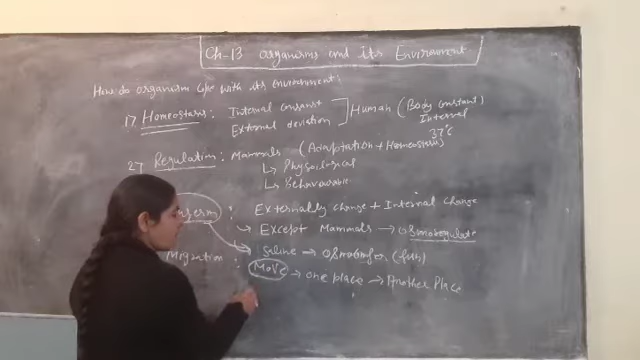 Ch-13 organisms and its Environment
How do organism cope with its environment:
1) Homeostasis: Internal constant
External deviation ] Human (Body constant)
Internal
37°C
2) Regulation: Mammals (Adaptation + Homeostasis)
↳ Physiological
↳ Behavioural
: Externally change + Internal change
↳ Except Mammals → osmoregulate
Saline → osmoconfor (fish)
Migration : Move → one place → Another Place